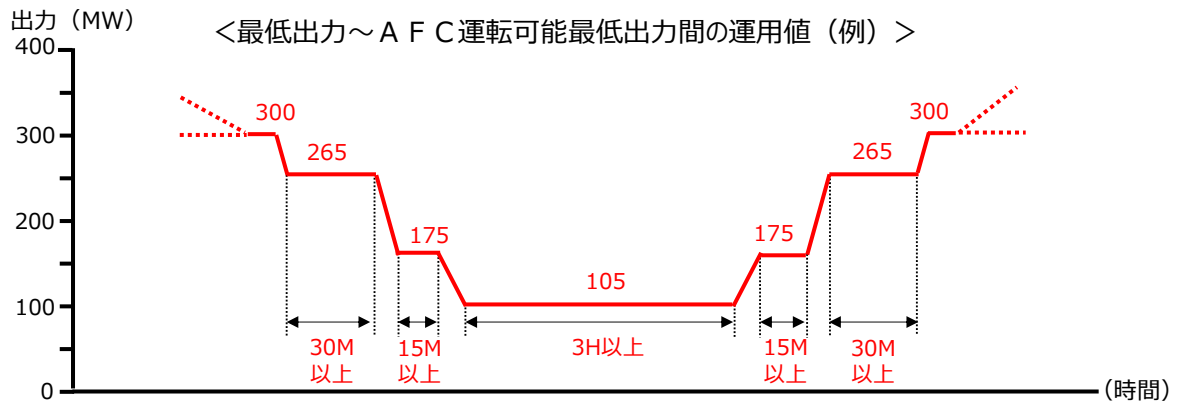 出力（MW）
＜最低出力～ＡＦＣ運転可能最低出力間の運用値（例）＞
400
300
300
300
265
265
200
175
175
105
100
30M
以上
15M
以上
3H以上
15M
以上
30M
以上
0
（時間）